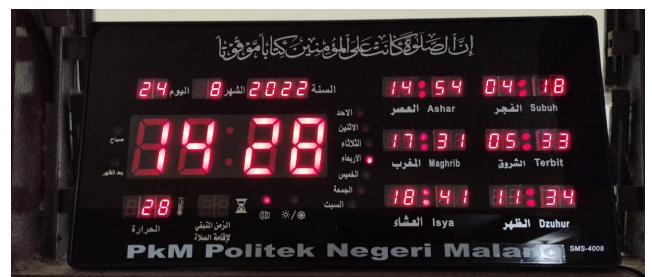 إن الصلوة كانت على المؤمنين كتابا موقوتا
السنة 2022 الشهر 8 اليوم 24
14:54 العصر Ashar
04:18 الفجر Subuh
14 28
صباح
بعد الظهر
الاحد
الاثنين
الثلاثاء
الاربعاء
الخميس
الجمعة
السبت
17:31 المغرب Maghrib
05:33 الشروق Terbit
28 الحرارة
الزمن المتبقي
لإقامة الصلاة
18:41 العشاء Isya
11:34 الظهر Dzuhur
PkM Politek Negeri Malang
SMS-4008